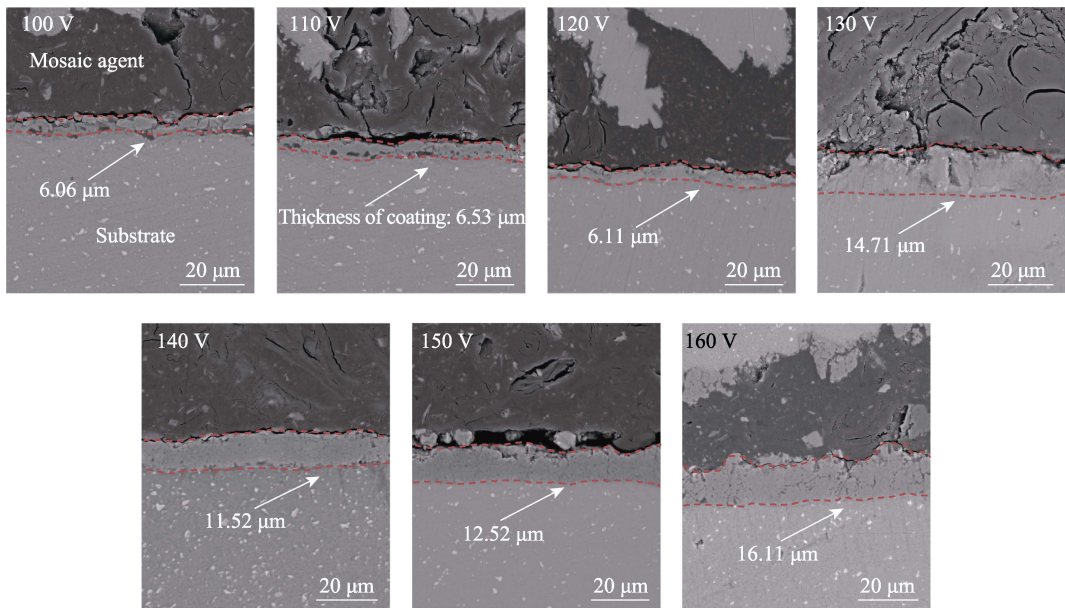 100 V
Mosaic agent
6.06 μm
Substrate
20 μm
110 V
Thickness of coating: 6.53 μm
20 μm
120 V
6.11 μm
20 μm
130 V
14.71 μm
20 μm
140 V
11.52 μm
20 μm
150 V
12.52 μm
20 μm
160 V
16.11 μm
20 μm